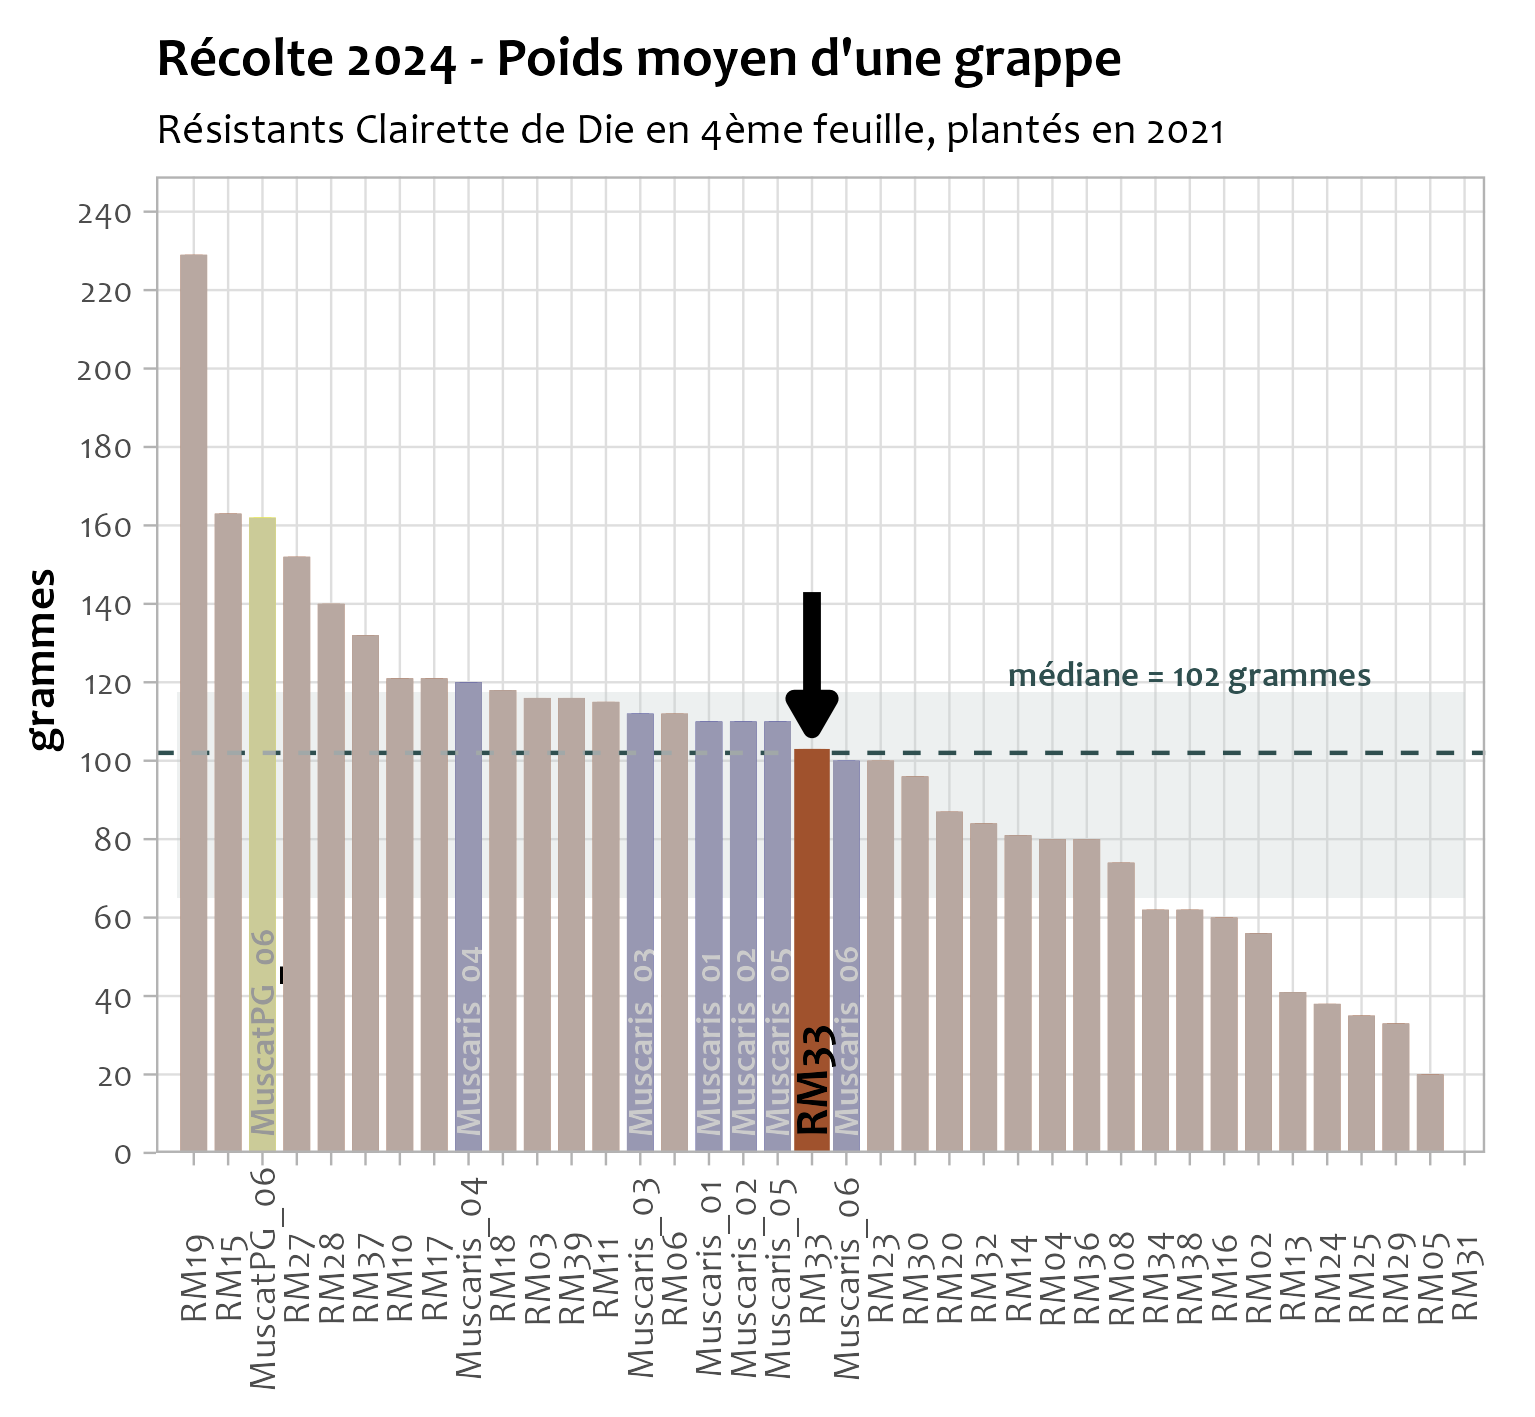 Récolte 2024 - Poids moyen d'une grappe
Résistants Clairette de Die en 4ème feuille, plantés en 2021
grammes
240
220
200
180
160
140
120
100
80
60
40
20
0
médiane = 102 grammes
MuscatPG_06
Muscaris_04
Muscaris_03
Muscaris_01
Muscaris_02
Muscaris_05
RM33
Muscaris_06
RM19
RM15
MuscatPG_06
RM27
RM28
RM37
RM10
RM17
Muscaris_04
RM18
RM03
RM39
RM11
Muscaris_03
RM06
Muscaris_01
Muscaris_02
Muscaris_05
RM33
Muscaris_06
RM23
RM30
RM20
RM32
RM14
RM04
RM36
RM08
RM34
RM38
RM16
RM02
RM13
RM24
RM25
RM29
RM05
RM31